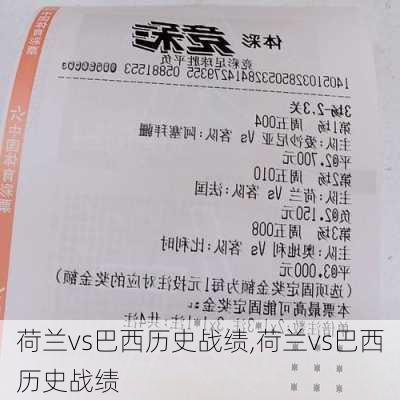 体彩 竞彩
竞彩足球胜平负
3场-2.3关
第1场 周五004
主队:爱沙尼亚 Vs 客队:阿塞拜疆
平@2.700元
第2场 周五010
主队:荷兰 Vs 客队:法国
负@2.150元
第3场 周五008
主队:奥地利 Vs 客队:比利时
平@3.000元
(选项固定奖金额为每1元投注对应的奖金额)
荷兰vs巴西历史战绩,荷兰vs巴西
历史战绩